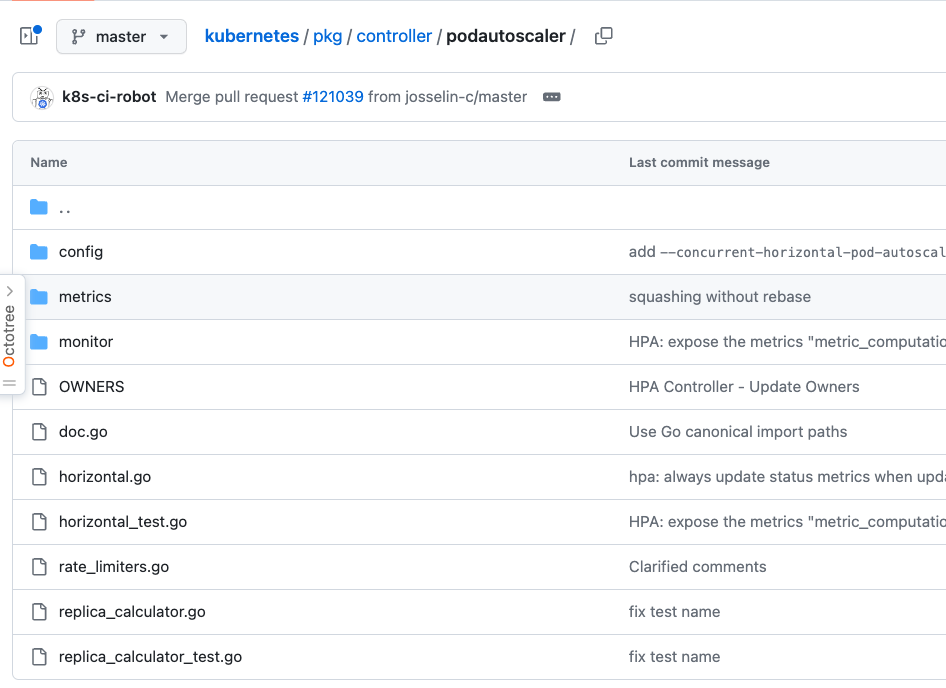 master kubernetes / pkg / controller / podautoscaler /
k8s-ci-robot Merge pull request #121039 from josselin-c/master
Name Last commit message
..
config add --concurrent-horizontal-pod-autoscal
metrics squashing without rebase
monitor HPA: expose the metrics "metric_computatio
OWNERS HPA Controller - Update Owners
doc.go Use Go canonical import paths
horizontal.go hpa: always update status metrics when upda
horizontal_test.go HPA: expose the metrics "metric_computatio
rate_limiters.go Clarified comments
replica_calculator.go fix test name
replica_calculator_test.go fix test name
Octotree